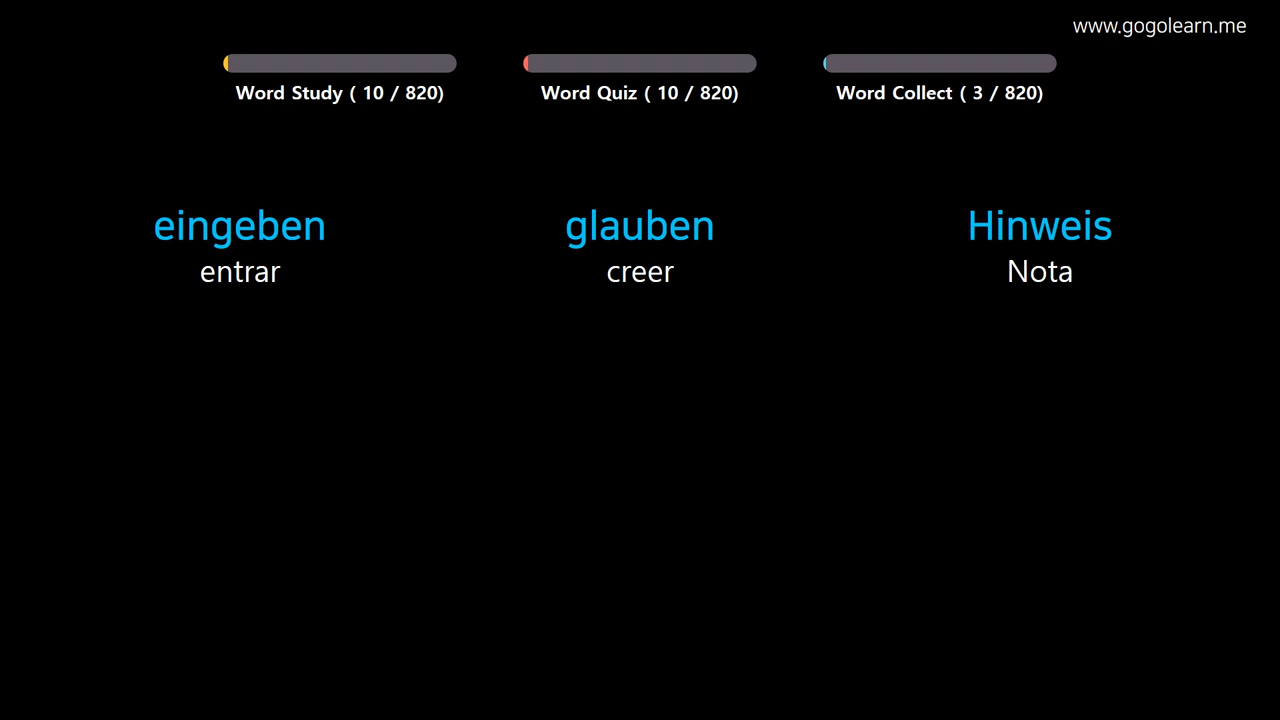 www.gogolearn.me
Word Study ( 10 / 820)
Word Quiz ( 10 / 820)
Word Collect ( 3 / 820)
eingeben
entrar
glauben
creer
Hinweis
Nota